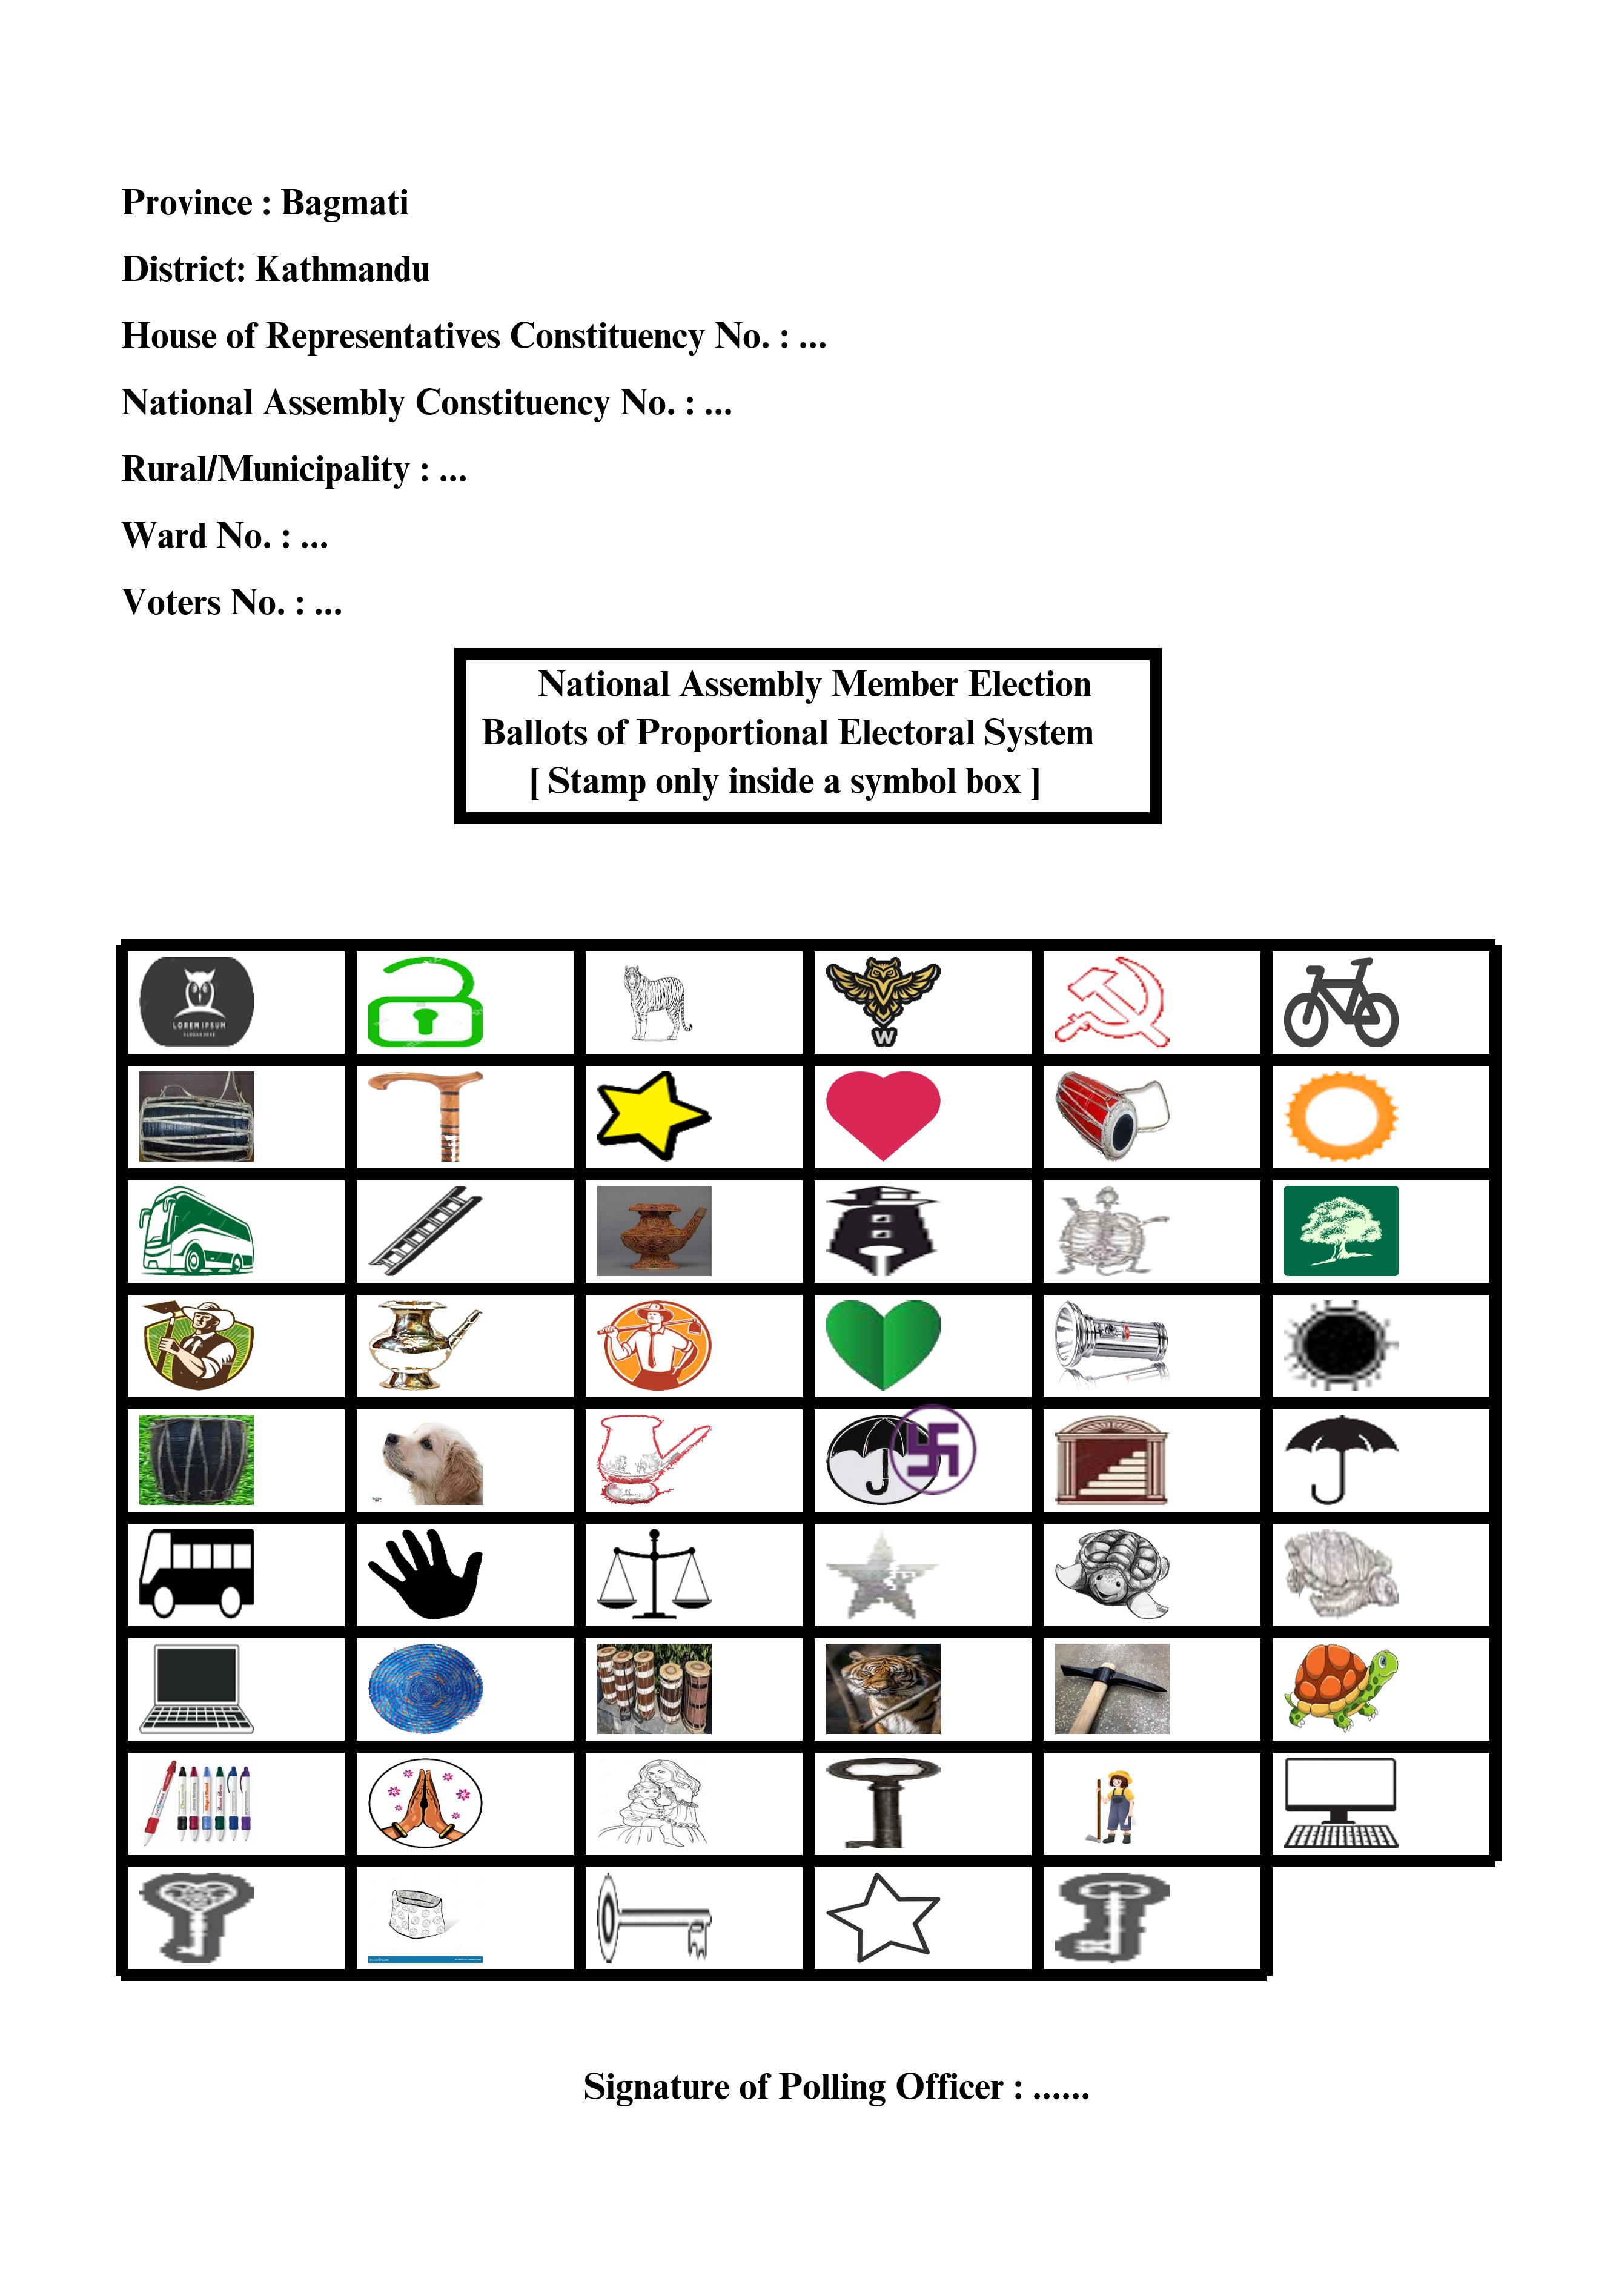 Province : Bagmati
District: Kathmandu
House of Representatives Constituency No. : ...
National Assembly Constituency No. : ...
Rural/Municipality : ...
Ward No. : ...
Voters No. : ...
National Assembly Member Election
Ballots of Proportional Electoral System
[ Stamp only inside a symbol box ]
LOREM IPSUM
W
Signature of Polling Officer : ......